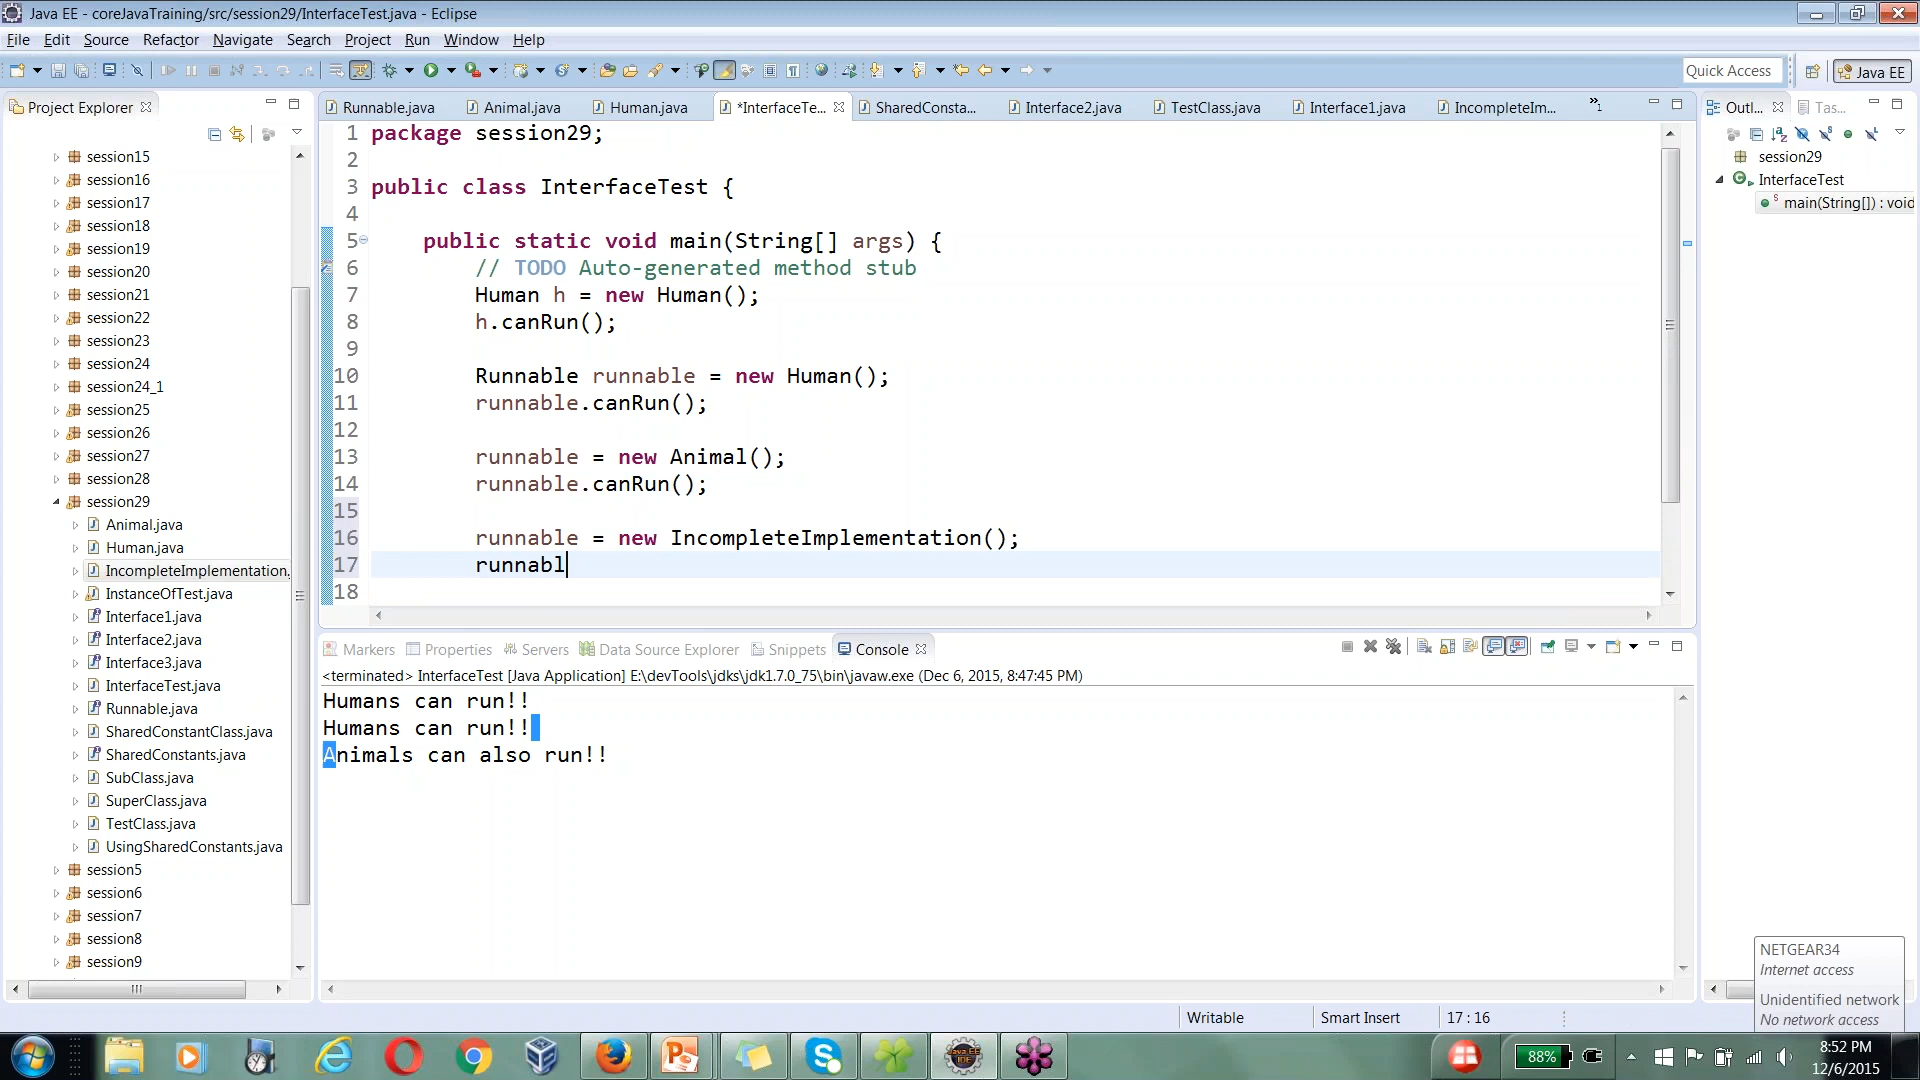 Java EE - coreJavaTraining/src/session29/InterfaceTest.java - Eclipse
File Edit Source Refactor Navigate Search Project Run Window Help
Quick Access
Java EE
Project Explorer
session15
session16
session17
session18
session19
session20
session21
session22
session23
session24
session24_1
session25
session26
session27
session28
session29
Animal.java
Human.java
IncompleteImplementation.
InstanceOfTest.java
Interface1.java
Interface2.java
Interface3.java
InterfaceTest.java
Runnable.java
SharedConstantClass.java
SharedConstants.java
SubClass.java
SuperClass.java
TestClass.java
UsingSharedConstants.java
session5
session6
session7
session8
session9
Runnable.java Animal.java Human.java *InterfaceTe... SharedConsta... Interface2.java TestClass.java Interface1.java IncompleteIm... »1
1 package session29;
2
3 public class InterfaceTest {
4
5 public static void main(String[] args) {
6 // TODO Auto-generated method stub
7 Human h = new Human();
8 h.canRun();
9
10 Runnable runnable = new Human();
11 runnable.canRun();
12
13 runnable = new Animal();
14 runnable.canRun();
15
16 runnable = new IncompleteImplementation();
17 runnabl
18
Outl... Tas...
session29
InterfaceTest
main(String[]) : void
Markers Properties Servers Data Source Explorer Snippets Console
<terminated> InterfaceTest [Java Application] E:\devTools\jdks\jdk1.7.0_75\bin\javaw.exe (Dec 6, 2015, 8:47:45 PM)
Humans can run!!
Humans can run!!
Animals can also run!!
NETGEAR34
Internet access
Unidentified network
No network access
Writable Smart Insert 17 : 16
88%
8:52 PM
12/6/2015